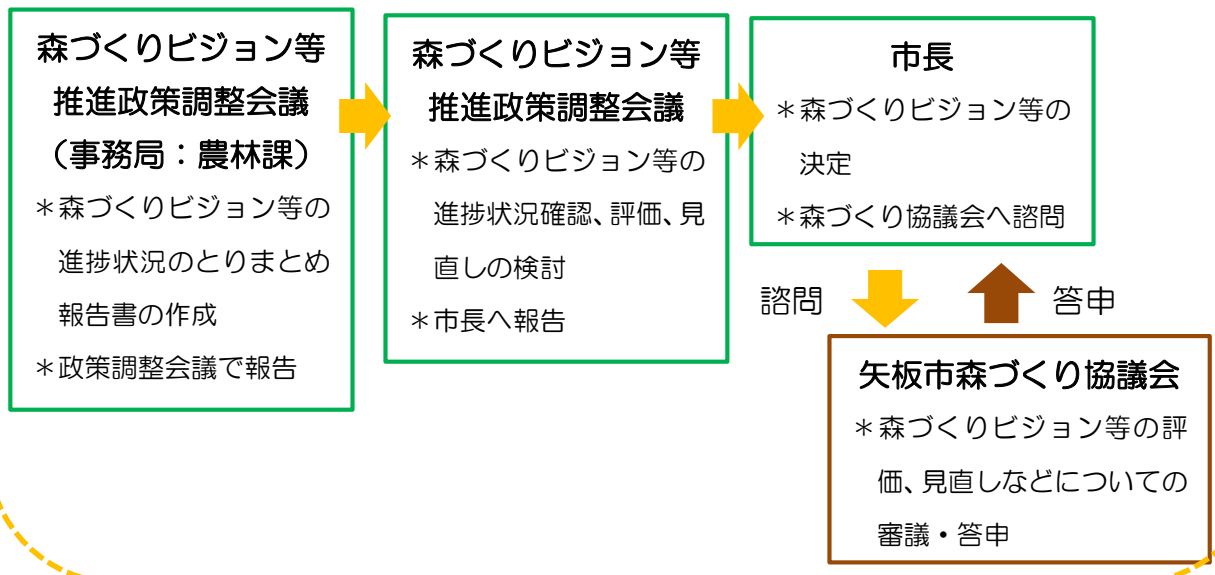 森づくりビジョン等
推進政策調整会議
（事務局：農林課）
＊森づくりビジョン等の
進捗状況のとりまとめ
報告書の作成
＊政策調整会議で報告
森づくりビジョン等
推進政策調整会議
＊森づくりビジョン等の
進捗状況確認、評価、見
直しの検討
＊市長へ報告
市長
＊森づくりビジョン等の
決定
＊森づくり協議会へ諮問
諮問
答申
矢板市森づくり協議会
＊森づくりビジョン等の評
価、見直しなどについての
審議・答申